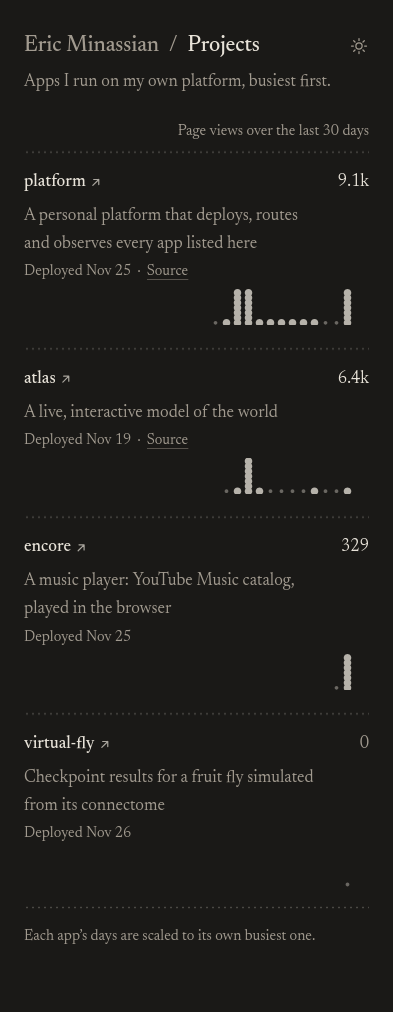 Eric Minassian / Projects
Apps I run on my own platform, busiest first.
Page views over the last 30 days
platform ↗ 9.1k
A personal platform that deploys, routes
and observes every app listed here
Deployed Nov 25 · Source
atlas ↗ 6.4k
A live, interactive model of the world
Deployed Nov 19 · Source
encore ↗ 329
A music player: YouTube Music catalog,
played in the browser
Deployed Nov 25
virtual-fly ↗ 0
Checkpoint results for a fruit fly simulated
from its connectome
Deployed Nov 26
Each app's days are scaled to its own busiest one.